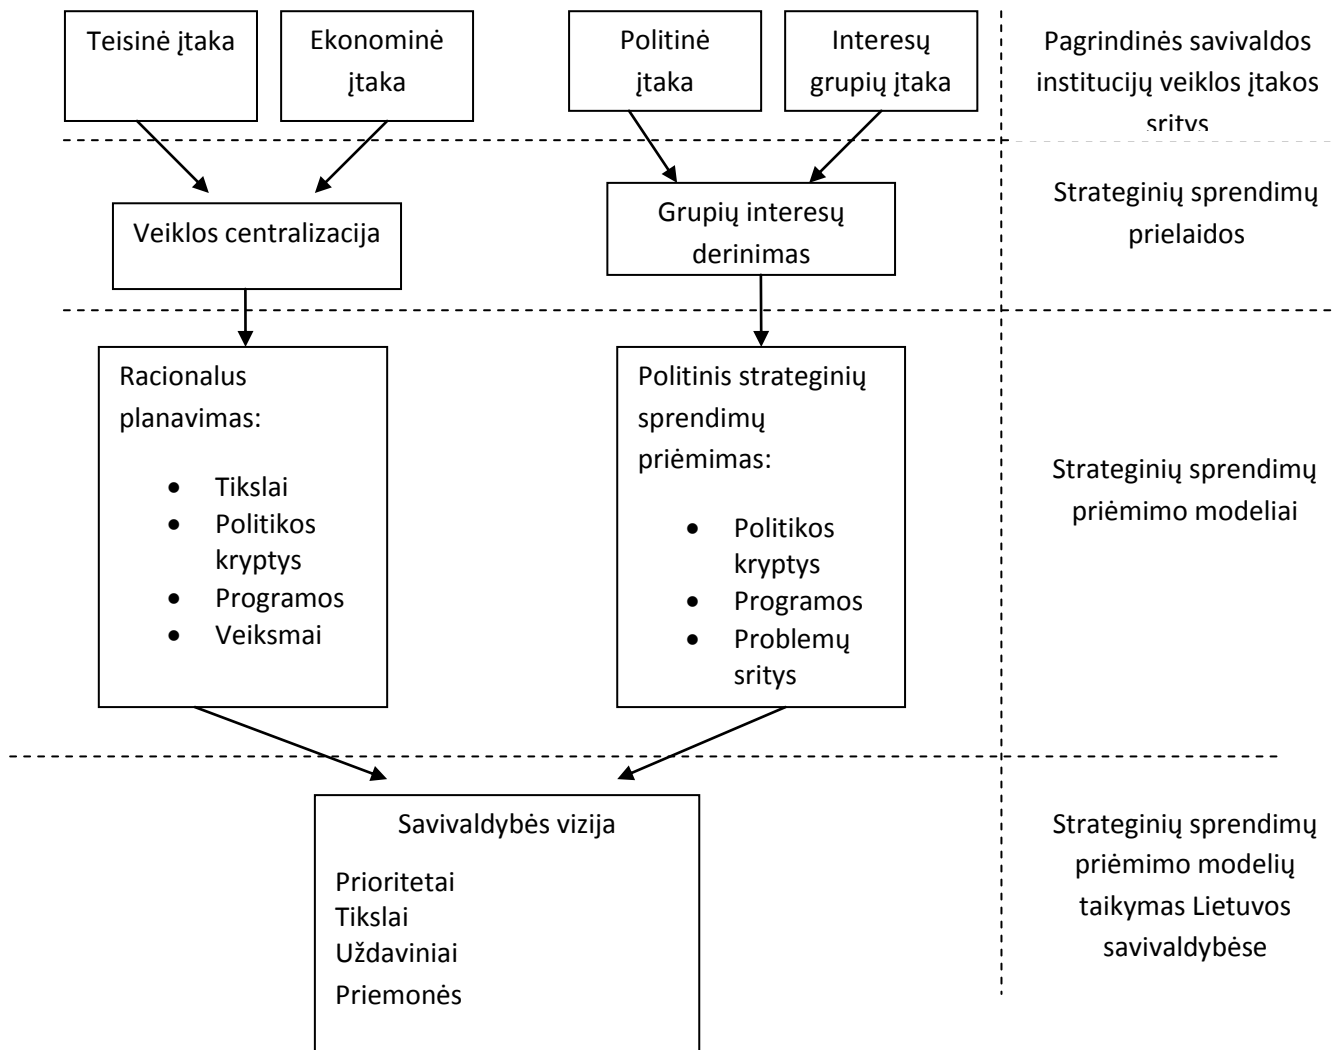 Teisinė įtaka
Ekonominė
įtaka
Politinė
įtaka
Interesų
grupių įtaka
Pagrindinės savivaldos
institucijų veiklos įtakos
sritys
Veiklos centralizacija
Grupių interesų
derinimas
Strateginių sprendimų
prielaidos
Racionalus
planavimas:
• Tikslai
• Politikos
kryptys
• Programos
• Veiksmai
Politinis strateginių
sprendimų
priėmimas:
• Politikos
kryptys
• Programos
• Problemų
sritys
Strateginių sprendimų
priėmimo modeliai
Savivaldybės vizija
Prioritetai
Tikslai
Uždaviniai
Priemonės
Strateginių sprendimų
priėmimo modelių
taikymas Lietuvos
savivaldybėse